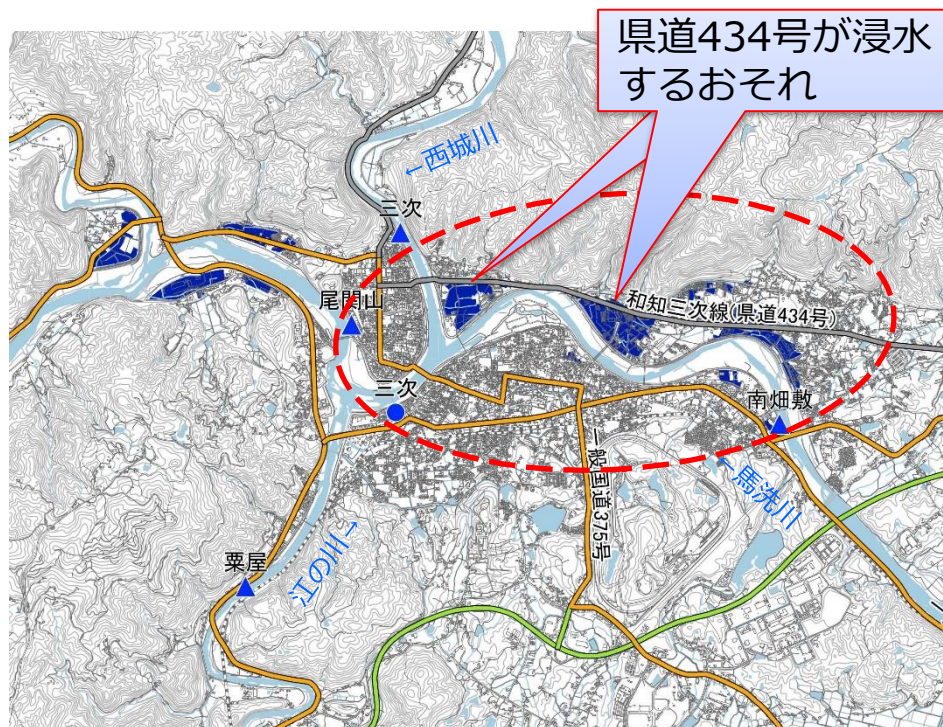 県道434号が浸水
するおそれ
←西城川
三次
尾関山
和知三次線(県道434号)
三次
南畑敷
←馬洗川
一般国道375号
江の川→
粟屋